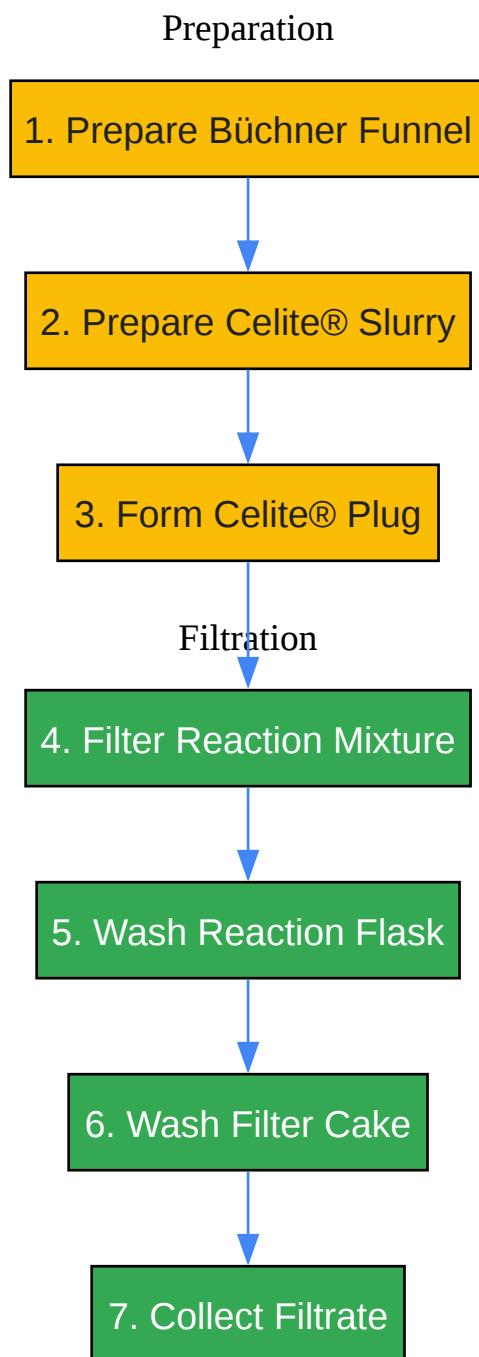 Preparation
1. Prepare Büchner Funnel
2. Prepare Celite® Slurry
3. Form Celite® Plug
Filtration
4. Filter Reaction Mixture
5. Wash Reaction Flask
6. Wash Filter Cake
7. Collect Filtrate